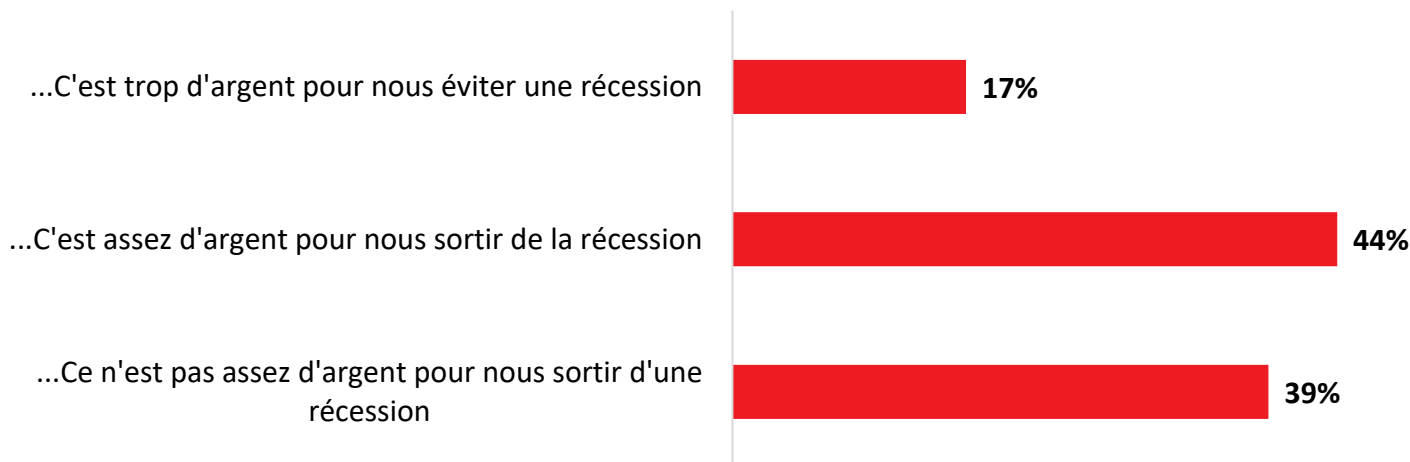 ...C'est trop d'argent pour nous éviter une récession
17%
...C'est assez d'argent pour nous sortir de la récession
44%
...Ce n'est pas assez d'argent pour nous sortir d'une
récession
39%